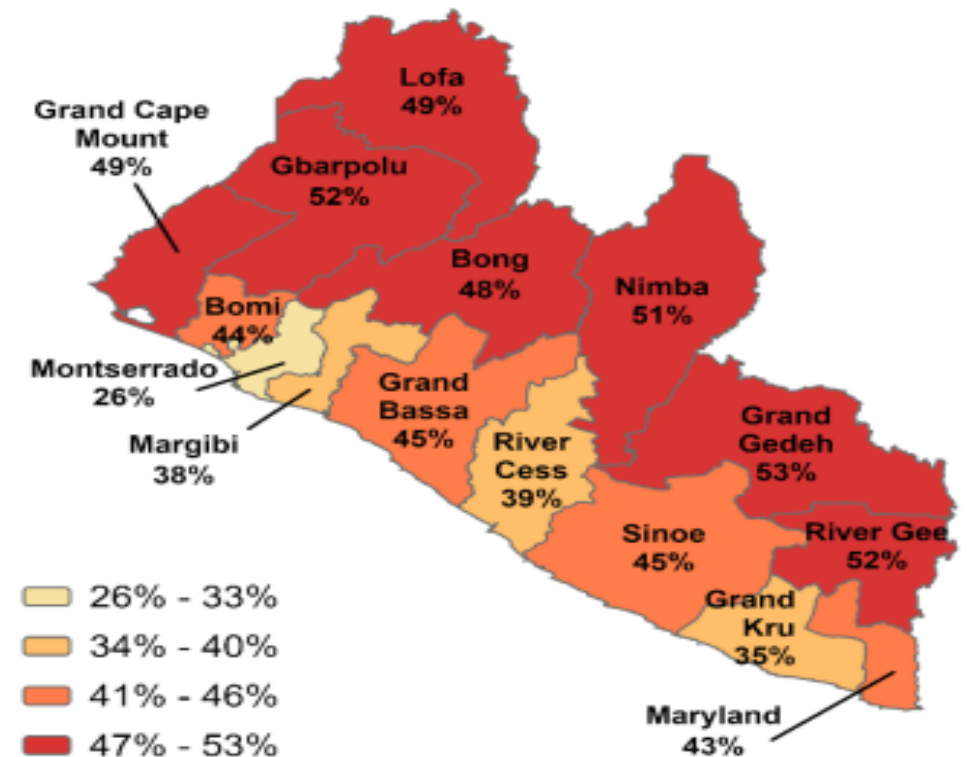 Lofa
49%
Grand Cape
Mount
49%
Gbarpolu
52%
Bong
48%
Nimba
51%
Bomi
44%
Montserrado
26%
Margibi
38%
Grand
Bassa
45%
River
Cess
39%
Grand
Gedeh
53%
Sinoe
45%
River Gee
52%
Grand
Kru
35%
Maryland
43%
26% - 33%
34% - 40%
41% - 46%
47% - 53%